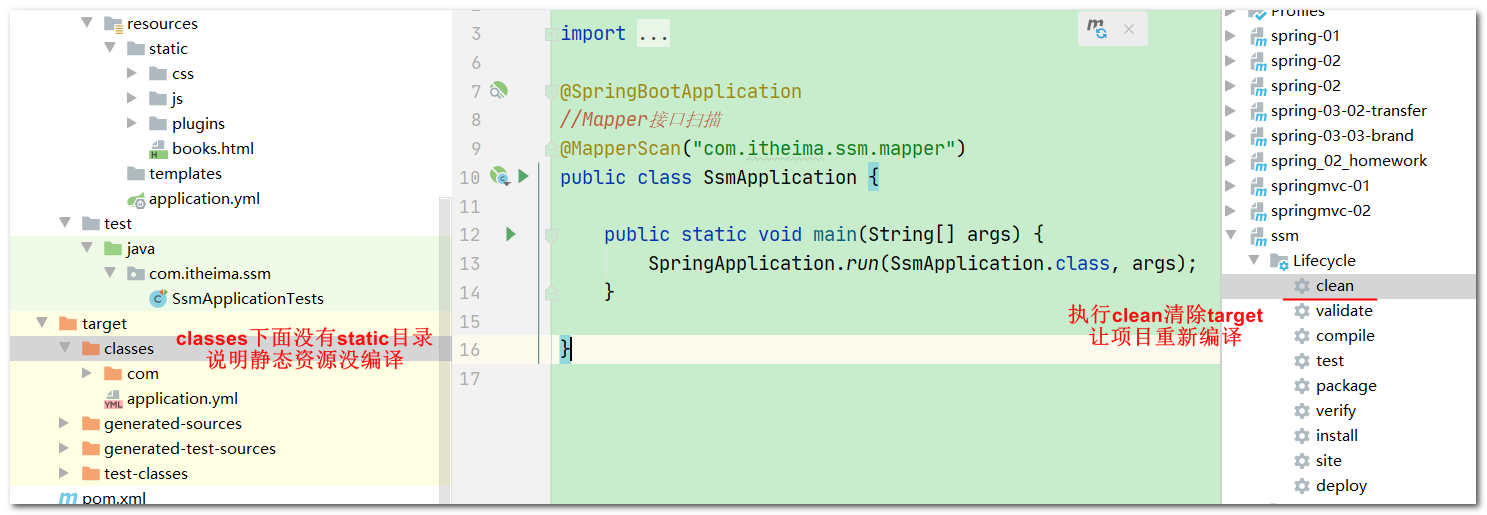 resources
static
css
js
plugins
books.html
templates
application.yml
test
java
com.itheima.ssm
SsmApplicationTests
target
classes
com
application.yml
generated-sources
generated-test-sources
test-classes
pom.xml
classes下面没有static目录
说明静态资源没编译
3 import ...
6
7 @SpringBootApplication
8 //Mapper接口扫描
9 @MapperScan("com.itheima.ssm.mapper")
10 public class SsmApplication {
11
12 public static void main(String[] args) {
13 SpringApplication.run(SsmApplication.class, args);
14 }
15
16 }
17
执行clean清除target
让项目重新编译
Profiles
spring-01
spring-02
spring-02
spring-03-02-transfer
spring-03-03-brand
spring_02_homework
springmvc-01
springmvc-02
ssm
Lifecycle
clean
validate
compile
test
package
verify
install
site
deploy